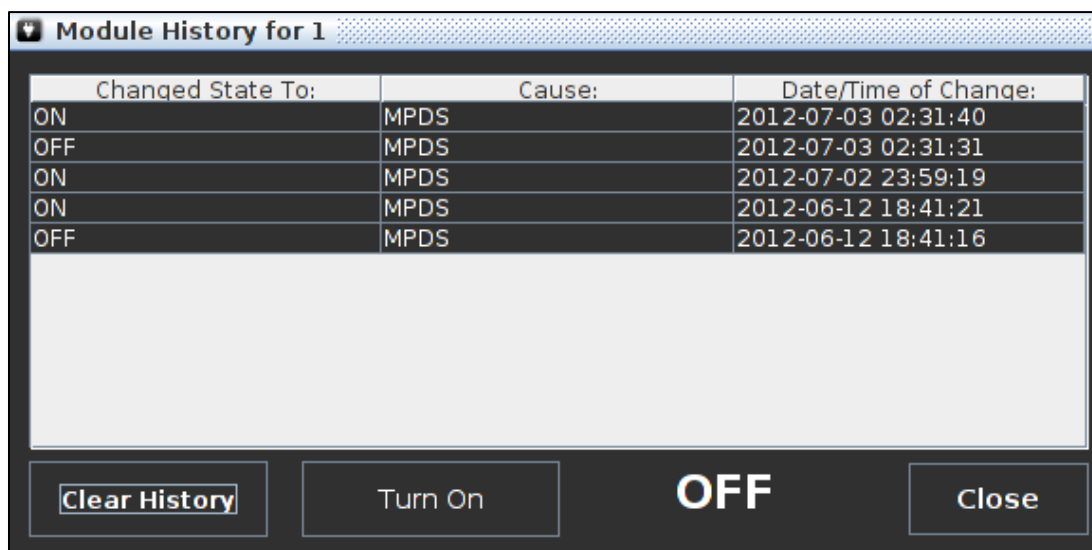 Module History for 1
Changed State To: Cause: Date/Time of Change:
ON MPDS 2012-07-03 02:31:40
OFF MPDS 2012-07-03 02:31:31
ON MPDS 2012-07-02 23:59:19
ON MPDS 2012-06-12 18:41:21
OFF MPDS 2012-06-12 18:41:16
Clear History Turn On OFF Close